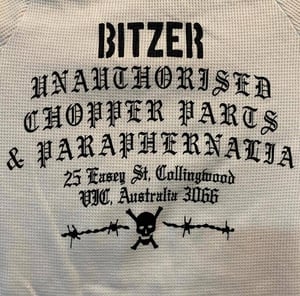 BITZER
UNAUTHORISED
CHOPPER PARTS
& PARAPHERNALIA
25 Easey St, Collingwood
VIC, Australia 3066